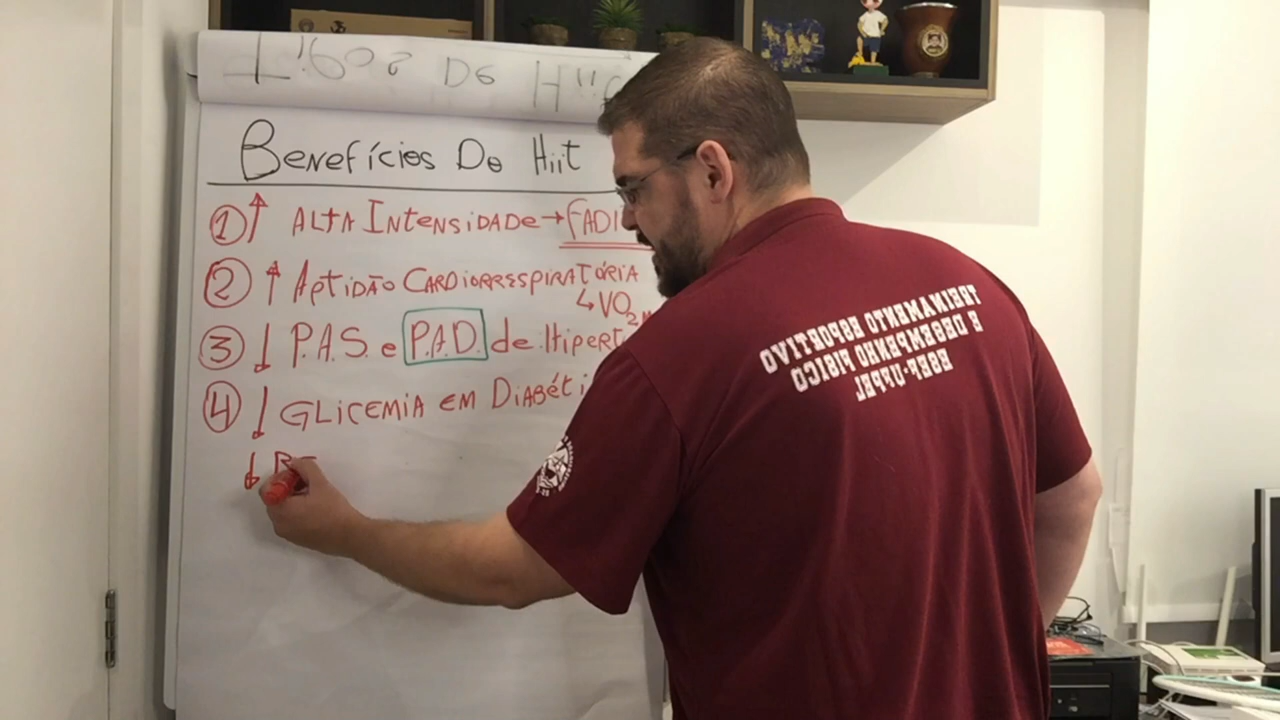 BENEFÍCIOS DO HIIT
① ↑ ALTA INTENSIDADE → FADI
② ↑ APTIDÃO CARDIORRESPIRATÓRIA
↳ VO2
③ ↓ P.A.S. e P.A.D. de Hipert
④ ↓ GLICEMIA EM DIABÉTI
↓
TREINAMENTO ESPORTIVO
E DESEMPENHO FÍSICO
ESEF-UFPEL